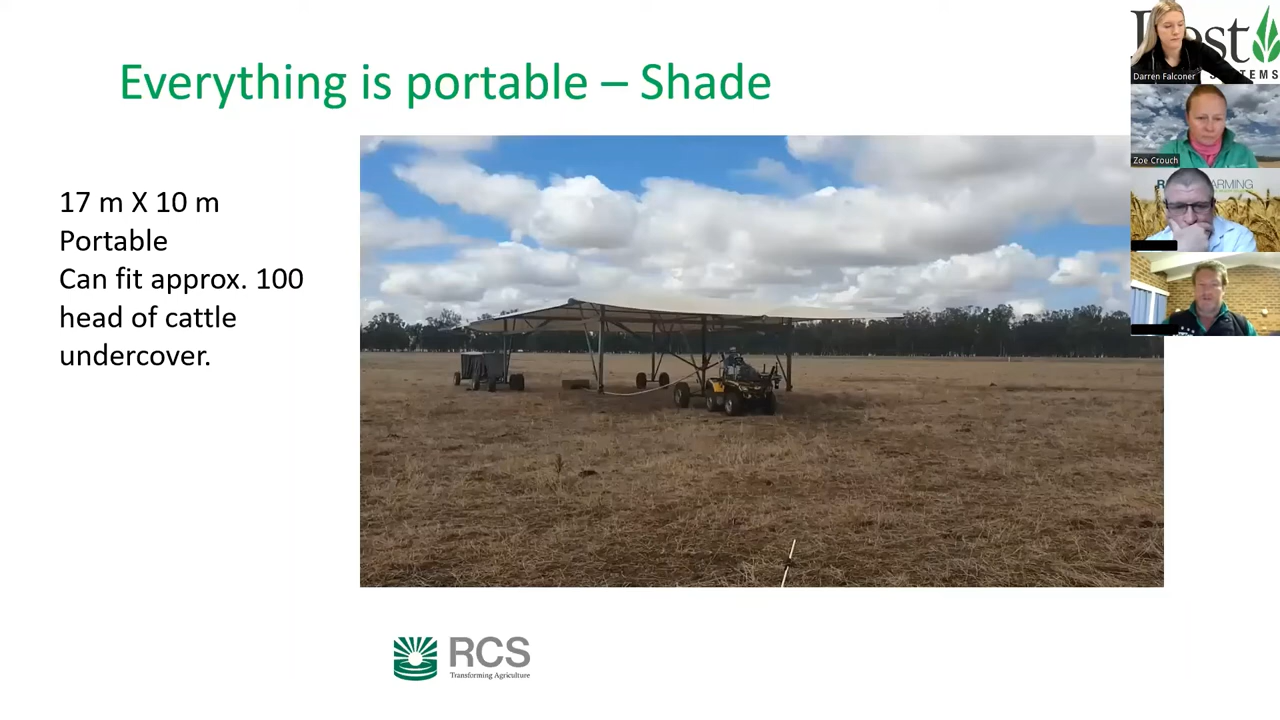 Everything is portable – Shade
17 m X 10 m
Portable
Can fit approx. 100
head of cattle
undercover.
RCS
Transforming Agriculture
Darren Falconer
Zoe Crouch